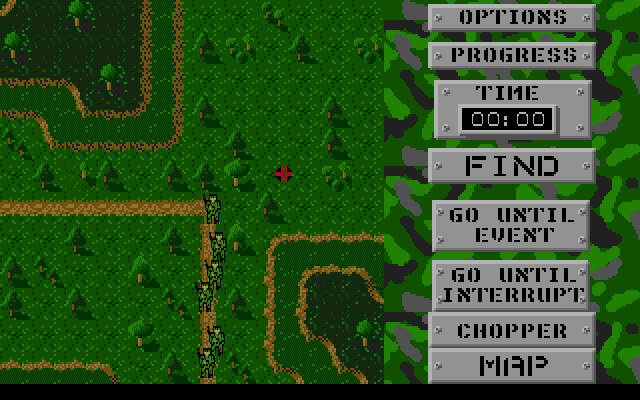 OPTIONS
PROGRESS
TIME
00:00
FIND
GO UNTIL
EVENT
GO UNTIL
INTERRUPT
CHOPPER
MAP